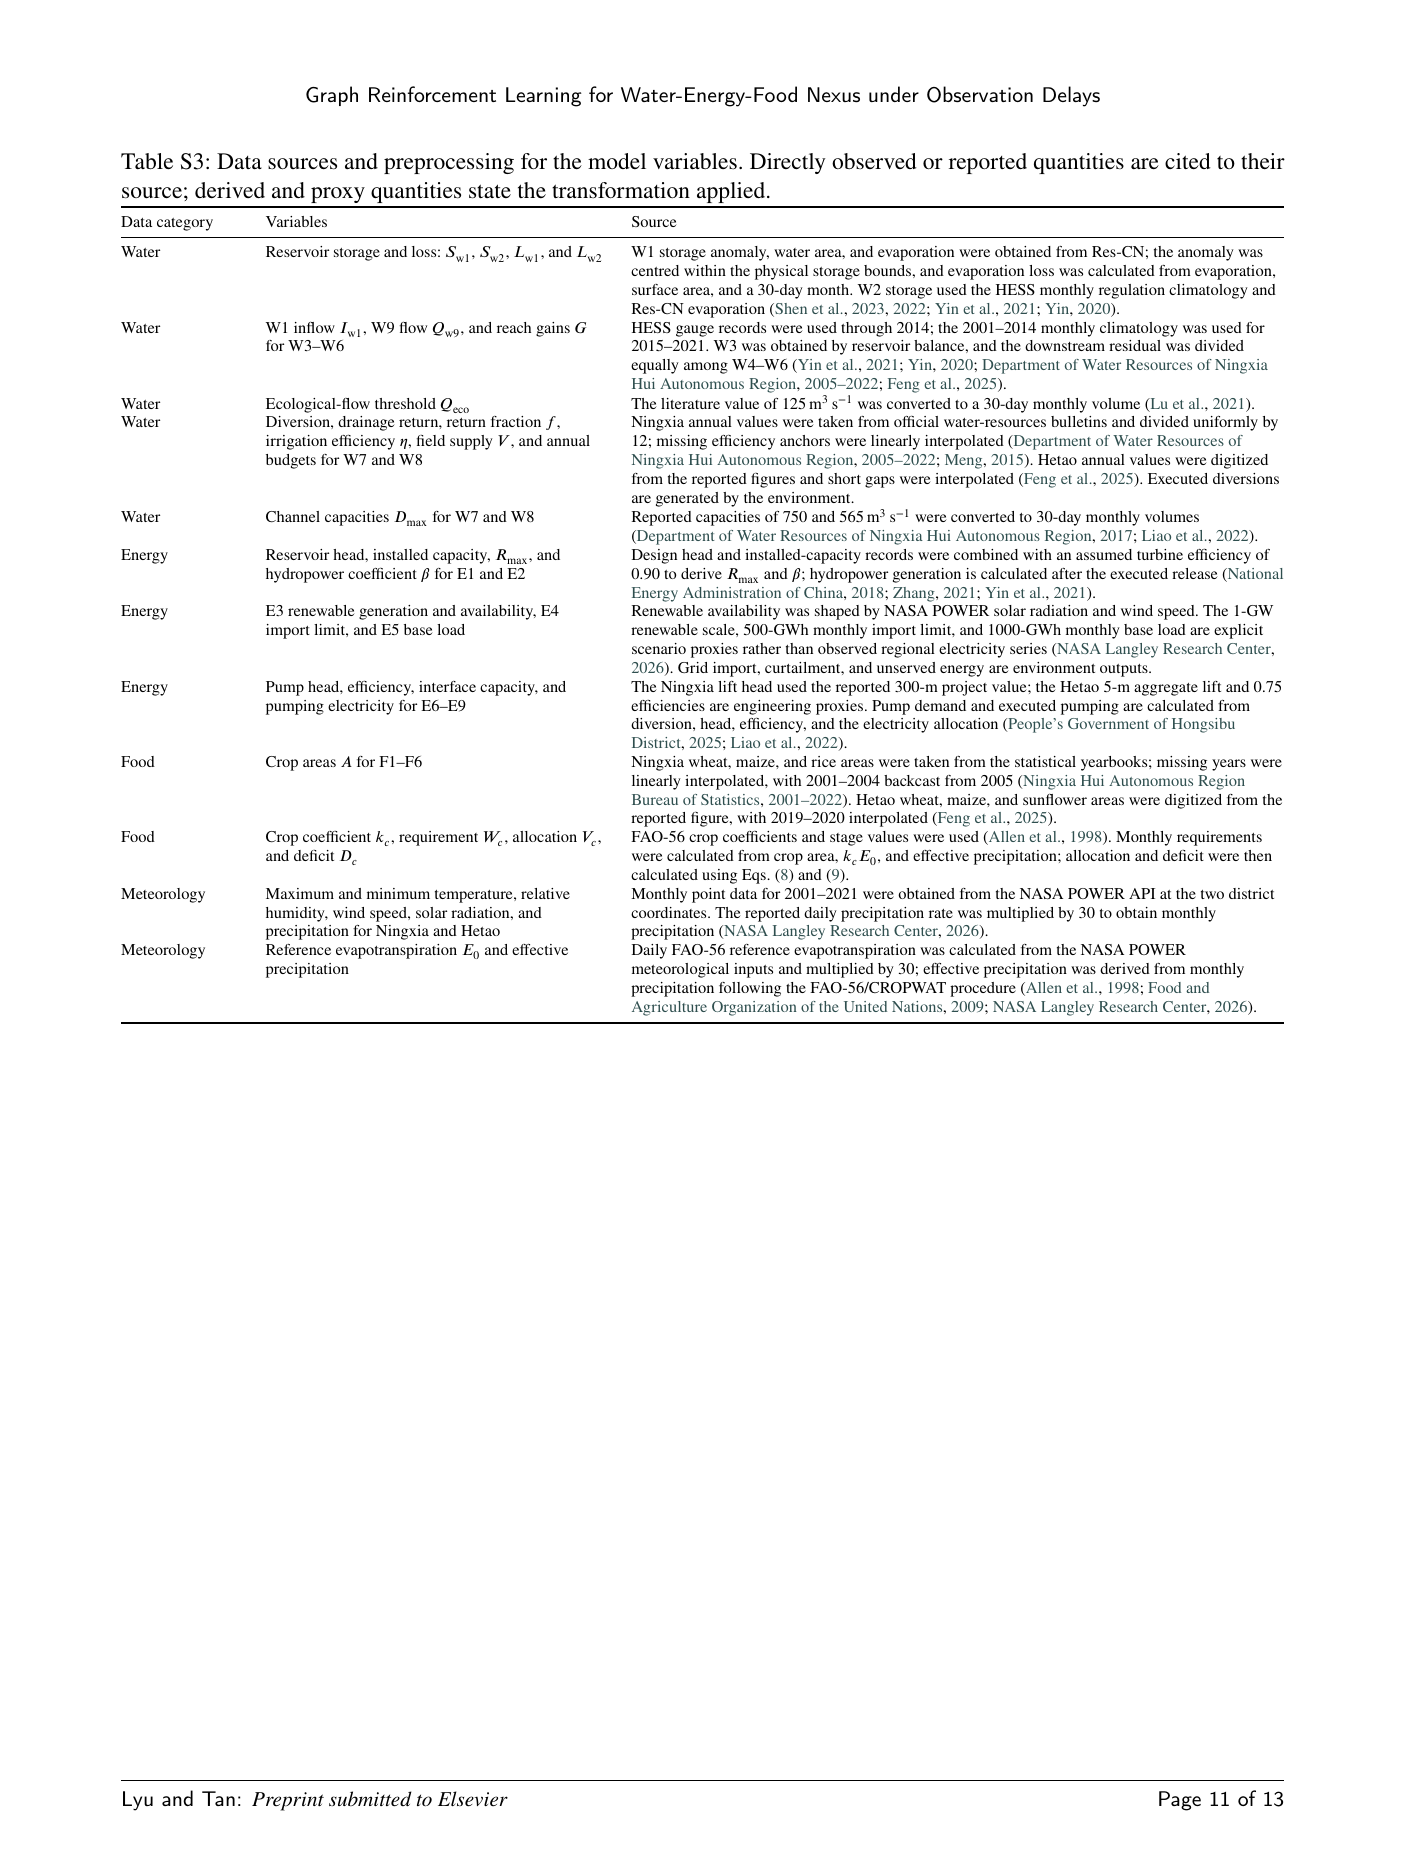 Graph Reinforcement Learning for Water-Energy-Food Nexus under Observation Delays
Table S3: Data sources and preprocessing for the model variables. Directly observed or reported quantities are cited to their
source; derived and proxy quantities state the transformation applied.
Data category Variables Source
Water Reservoir storage and loss: S_w1, S_w2, L_w1, and L_w2 W1 storage anomaly, water area, and evaporation were obtained from Res-CN; the anomaly was
centred within the physical storage bounds, and evaporation loss was calculated from evaporation,
surface area, and a 30-day month. W2 storage used the HESS monthly regulation climatology and
Res-CN evaporation (Shen et al., 2023, 2022; Yin et al., 2021; Yin, 2020).
Water W1 inflow I_w1, W9 flow Q_w9, and reach gains G HESS gauge records were used through 2014; the 2001–2014 monthly climatology was used for
for W3–W6 2015–2021. W3 was obtained by reservoir balance, and the downstream residual was divided
equally among W4–W6 (Yin et al., 2021; Yin, 2020; Department of Water Resources of Ningxia
Hui Autonomous Region, 2005–2022; Feng et al., 2025).
Water Ecological-flow threshold Q_eco The literature value of 125 m³ s⁻¹ was converted to a 30-day monthly volume (Lu et al., 2021).
Water Diversion, drainage return, return fraction f, Ningxia annual values were taken from official water-resources bulletins and divided uniformly by
irrigation efficiency η, field supply V, and annual 12; missing efficiency anchors were linearly interpolated (Department of Water Resources of
budgets for W7 and W8 Ningxia Hui Autonomous Region, 2005–2022; Meng, 2015). Hetao annual values were digitized
from the reported figures and short gaps were interpolated (Feng et al., 2025). Executed diversions
are generated by the environment.
Water Channel capacities D_max for W7 and W8 Reported capacities of 750 and 565 m³ s⁻¹ were converted to 30-day monthly volumes
(Department of Water Resources of Ningxia Hui Autonomous Region, 2017; Liao et al., 2022).
Energy Reservoir head, installed capacity, R_max, and Design head and installed-capacity records were combined with an assumed turbine efficiency of
hydropower coefficient β for E1 and E2 0.90 to derive R_max and β; hydropower generation is calculated after the executed release (National
Energy Administration of China, 2018; Zhang, 2021; Yin et al., 2021).
Energy E3 renewable generation and availability, E4 Renewable availability was shaped by NASA POWER solar radiation and wind speed. The 1-GW
import limit, and E5 base load renewable scale, 500-GWh monthly import limit, and 1000-GWh monthly base load are explicit
scenario proxies rather than observed regional electricity series (NASA Langley Research Center,
2026). Grid import, curtailment, and unserved energy are environment outputs.
Energy Pump head, efficiency, interface capacity, and The Ningxia lift head used the reported 300-m project value; the Hetao 5-m aggregate lift and 0.75
pumping electricity for E6–E9 efficiencies are engineering proxies. Pump demand and executed pumping are calculated from
diversion, head, efficiency, and the electricity allocation (People's Government of Hongsibu
District, 2025; Liao et al., 2022).
Food Crop areas A for F1–F6 Ningxia wheat, maize, and rice areas were taken from the statistical yearbooks; missing years were
linearly interpolated, with 2001–2004 backcast from 2005 (Ningxia Hui Autonomous Region
Bureau of Statistics, 2001–2022). Hetao wheat, maize, and sunflower areas were digitized from the
reported figure, with 2019–2020 interpolated (Feng et al., 2025).
Food Crop coefficient k_c, requirement W_c, allocation V_c, FAO-56 crop coefficients and stage values were used (Allen et al., 1998). Monthly requirements
and deficit D_c were calculated from crop area, k_c E_0, and effective precipitation; allocation and deficit were then
calculated using Eqs. (8) and (9).
Meteorology Maximum and minimum temperature, relative Monthly point data for 2001–2021 were obtained from the NASA POWER API at the two district
humidity, wind speed, solar radiation, and coordinates. The reported daily precipitation rate was multiplied by 30 to obtain monthly
precipitation for Ningxia and Hetao precipitation (NASA Langley Research Center, 2026).
Meteorology Reference evapotranspiration E_0 and effective Daily FAO-56 reference evapotranspiration was calculated from the NASA POWER
precipitation meteorological inputs and multiplied by 30; effective precipitation was derived from monthly
precipitation following the FAO-56/CROPWAT procedure (Allen et al., 1998; Food and
Agriculture Organization of the United Nations, 2009; NASA Langley Research Center, 2026).
Lyu and Tan: Preprint submitted to Elsevier Page 11 of 13